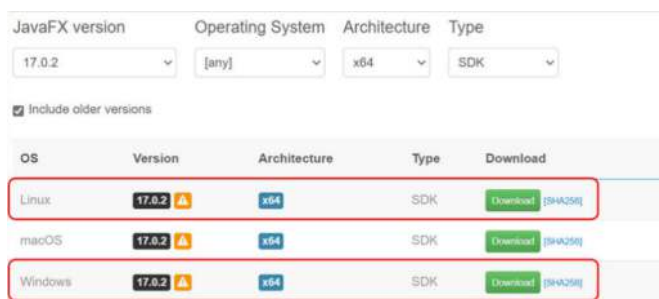 JavaFX version Operating System Architecture Type
17.0.2 [any] x64 SDK
Include older versions
OS Version Architecture Type Download
Linux 17.0.2 x64 SDK Download [SHA256]
macOS 17.0.2 x64 SDK Download [SHA256]
Windows 17.0.2 x64 SDK Download [SHA256]